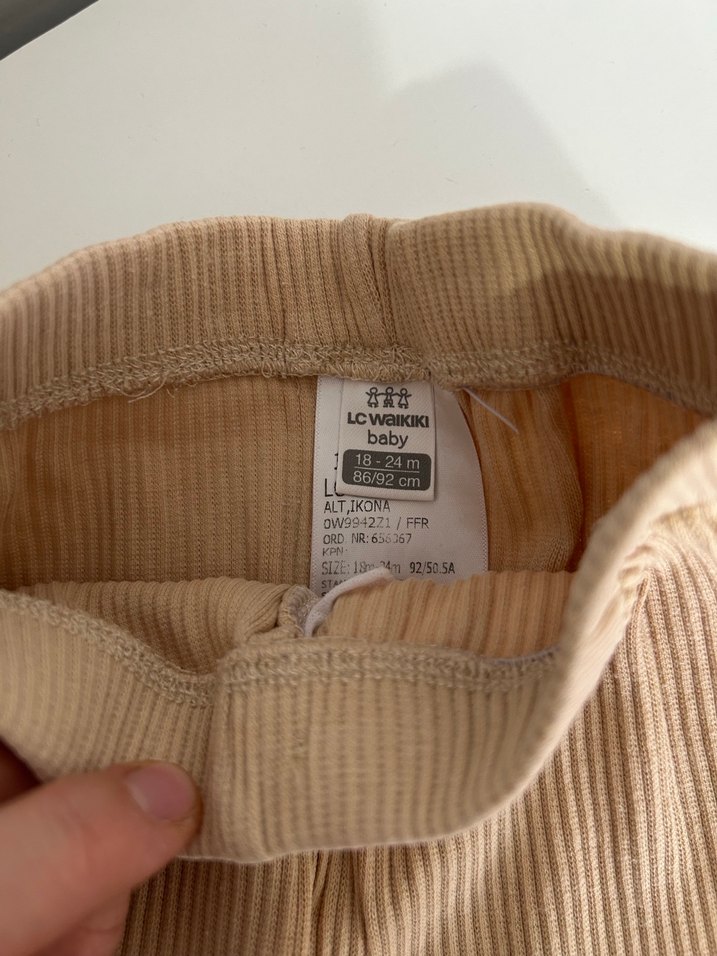 LC WAIKIKI
baby
18 - 24 m
86/92 cm
ALT,IKONA
0W9942Z1 / FFR
ORD. NR: 656367
KPN:
SIZE: 18m-24m 92/50.5A